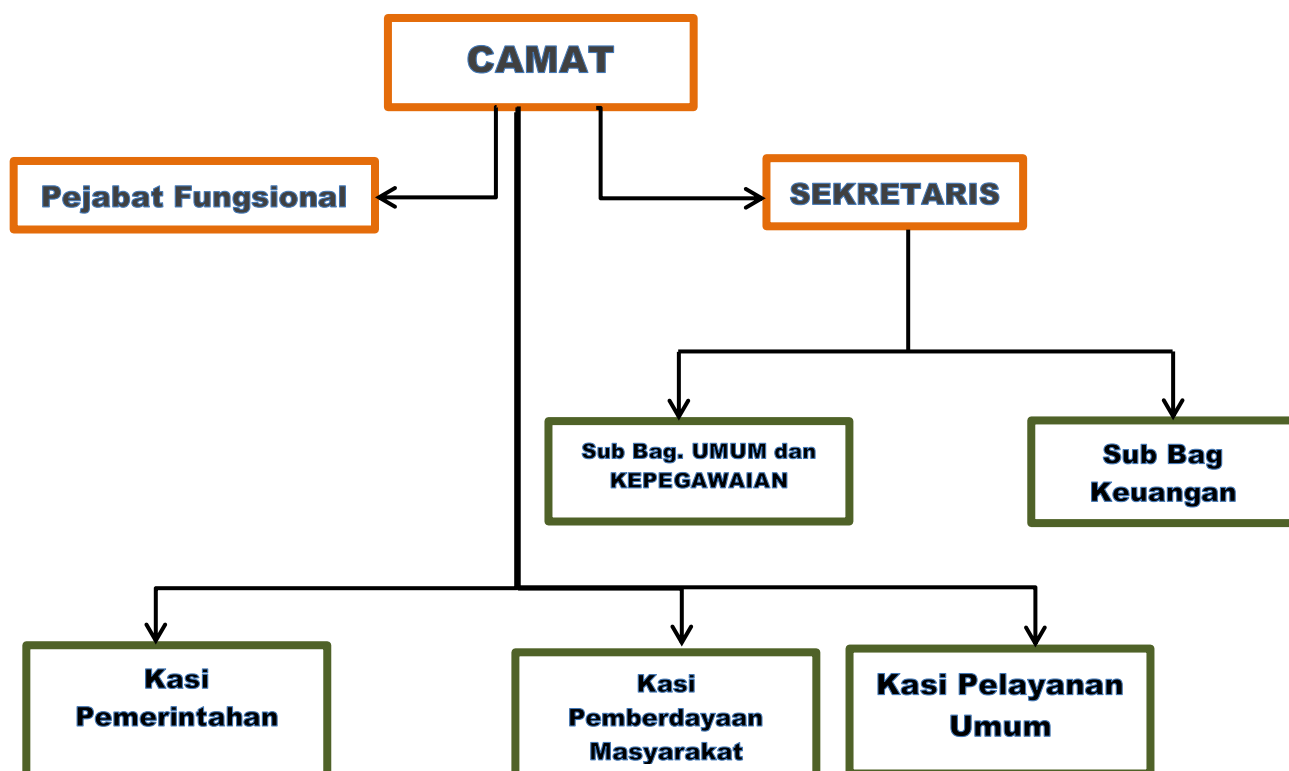 CAMAT
Pejabat Fungsional
SEKRETARIS
Sub Bag. UMUM dan
KEPEGAWAIAN
Sub Bag
Keuangan
Kasi
Pemerintahan
Kasi
Pemberdayaan
Masyarakat
Kasi Pelayanan
Umum